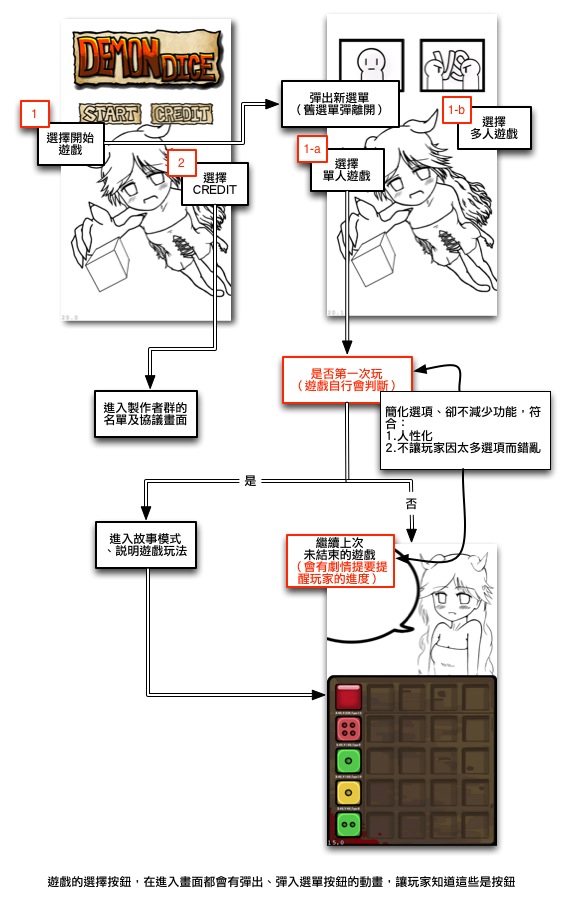 DEMON DICE
START
CREDIT
1
選擇開始
遊戲
2
選擇
CREDIT
彈出新選單
（舊選單彈離開）
VS
1-a
選擇
單人遊戲
1-b
選擇
多人遊戲
是否第一次玩
（遊戲自行會判斷）
進入製作者群的
名單及協議畫面
簡化選項、卻不減少功能，符
合：
1.人性化
2.不讓玩家因太多選項而錯亂
是
否
進入故事模式
、説明遊戲玩法
繼續上次
未結束的遊戲
（會有劇情提要提
醒玩家的進度）
15.0
遊戲的選擇按鈕，在進入畫面都會有彈出、彈入選單按鈕的動畫，讓玩家知道這些是按鈕